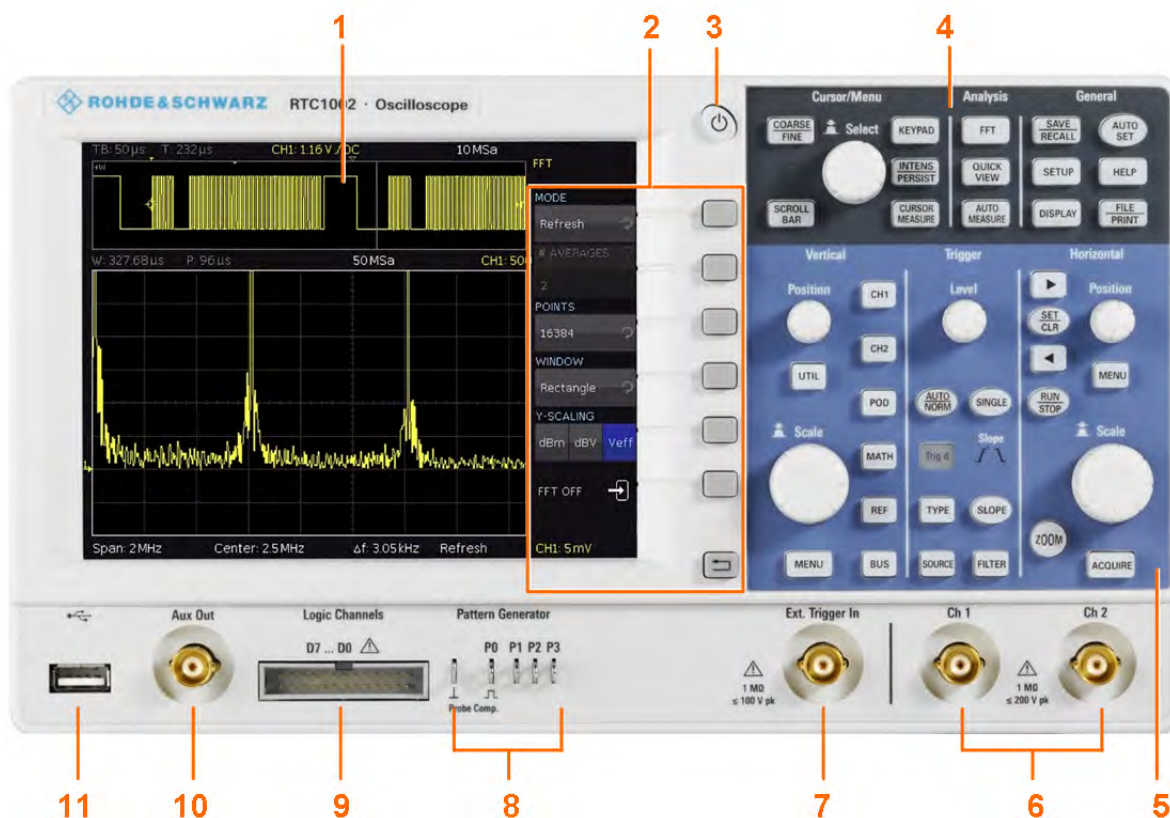 1 2 3 4
ROHDE&SCHWARZ RTC1002 · Oscilloscope
TB: 50µs T: 232µs CH1: 1.16 V / DC 10MSa
W: 327.68µs P: 96µs 50MSa CH1: 500
Span: 2MHz Center: 2.5MHz Δf: 3.05kHz Refresh
FFT
MODE
Refresh
# AVERAGES
2
POINTS
16384
WINDOW
Rectangle
Y-SCALING
dBm dBV Veff
FFT OFF
CH1: 5mV
Cursor/Menu
COARSE
FINE
Select
KEYPAD
INTENS
PERSIST
SCROLL
BAR
CURSOR
MEASURE
Analysis
FFT
QUICK
VIEW
AUTO
MEASURE
General
SAVE
RECALL
AUTO
SET
SETUP
HELP
DISPLAY
FILE
PRINT
Vertical
Position
CH1
CH2
UTIL
POD
Scale
MATH
REF
MENU
BUS
Trigger
Level
AUTO
NORM
SINGLE
Trig'd
Slope
TYPE
SLOPE
SOURCE
FILTER
Horizontal
Position
SET
CLR
MENU
RUN
STOP
Scale
ZOOM
ACQUIRE
Aux Out
Logic Channels
D7 ... D0
Pattern Generator
P0 P1 P2 P3
Probe Comp.
Ext. Trigger In
1 MΩ
≤ 100 V pk
Ch 1
1 MΩ
≤ 200 V pk
Ch 2
11 10 9 8 7 6 5